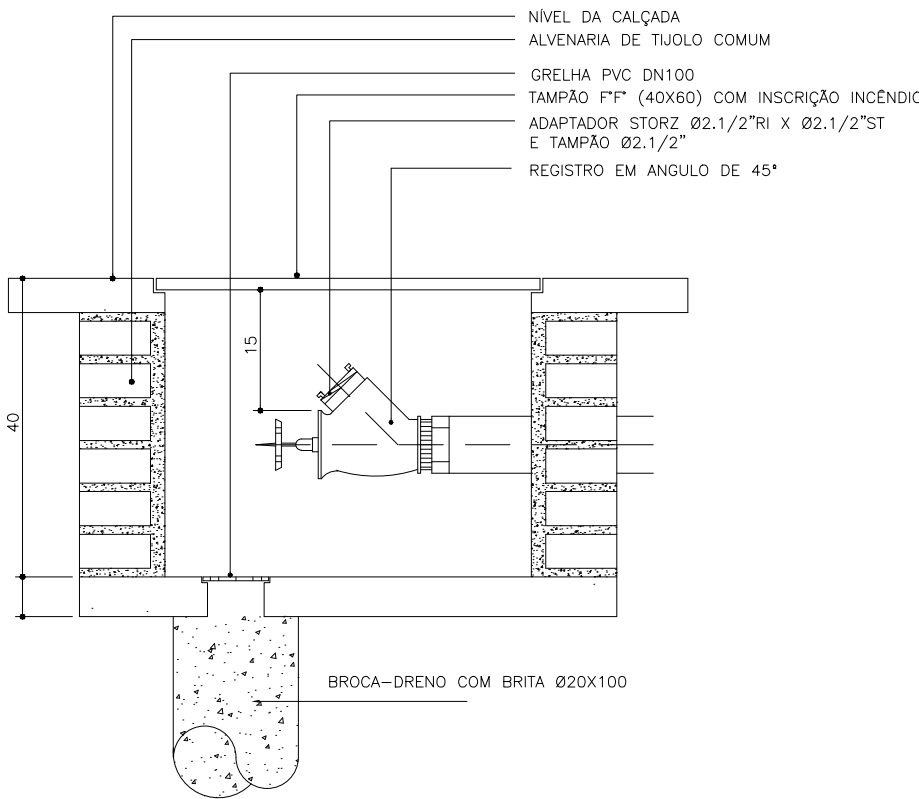 NÍVEL DA CALÇADA
ALVENARIA DE TIJOLO COMUM
GRELHA PVC DN100
TAMPÃO F°F° (40X60) COM INSCRIÇÃO INCÊNDIO
ADAPTADOR STORZ Ø2.1/2"RI X Ø2.1/2"ST
E TAMPÃO Ø2.1/2"
REGISTRO EM ANGULO DE 45°
15
40
BROCA-DRENO COM BRITA Ø20X100